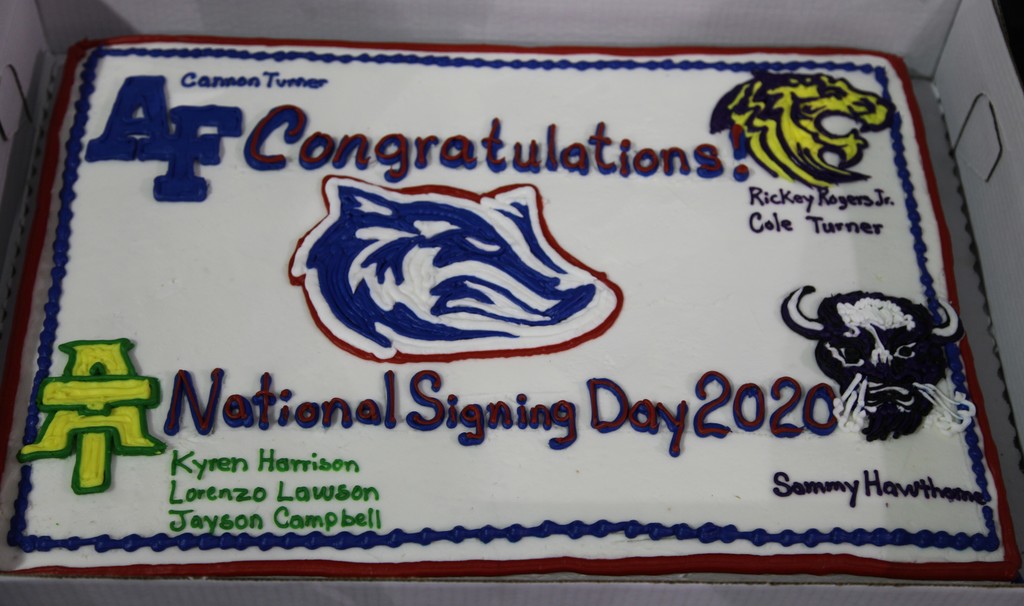 AF
Cannon Turner
Congratulations!
Rickey Rogers Jr.
Cole Turner
National Signing Day 2020
AT
Kyren Harrison
Lorenzo Lawson
Jayson Campbell
Sammy Hawthorne